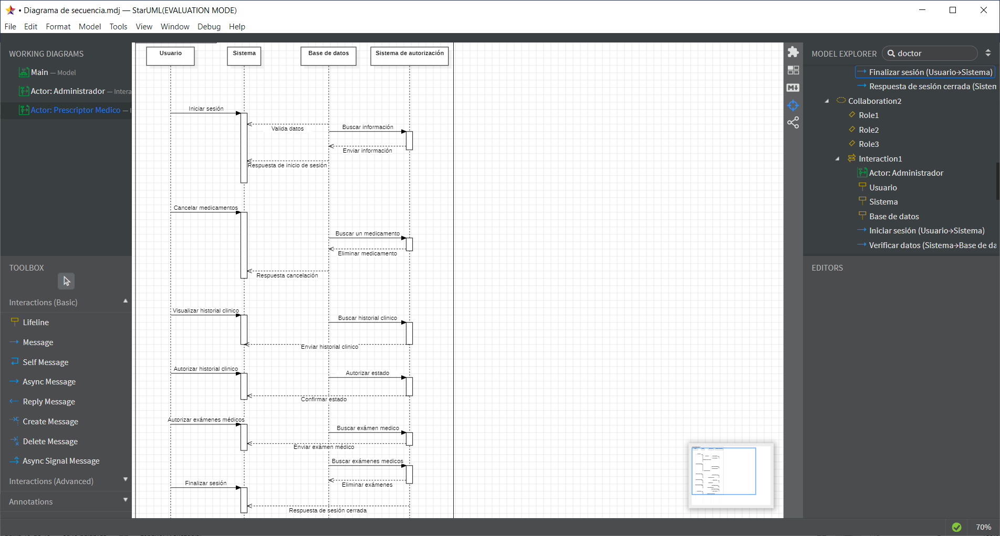 • Diagrama de secuencia.mdj — StarUML(EVALUATION MODE)
File Edit Format Model Tools View Window Debug Help
WORKING DIAGRAMS
Main — Model
Actor: Administrador — Intera
Actor: Prescriptor Medico —
TOOLBOX
Interactions (Basic)
Lifeline
Message
Self Message
Async Message
Reply Message
Create Message
Delete Message
Async Signal Message
Interactions (Advanced)
Annotations
Usuario
Sistema
Base de datos
Sistema de autorización
Iniciar sesión
Valida datos
Buscar información
Enviar información
Respuesta de inicio de sesión
Cancelar medicamentos
Buscar un medicamento
Eliminar medicamento
Respuesta cancelación
Visualizar historial clinico
Buscar historial clinico
Enviar historial clinico
Autorizar historial clinico
Autorizar estado
Confirmar estado
Autorizar exámenes médicos
Buscar exámen medico
Enviar exámen médico
Buscar exámenes medicos
Eliminar exámenes
Finalizar sesión
Respuesta de sesión cerrada
M
MODEL EXPLORER
doctor
Finalizar sesión (Usuario→Sistema)
Respuesta de sesión cerrada (Sistem
Collaboration2
Role1
Role2
Role3
Interaction1
Actor: Administrador
Usuario
Sistema
Base de datos
Iniciar sesión (Usuario→Sistema)
Verificar datos (Sistema→Base de da
EDITORS
70%